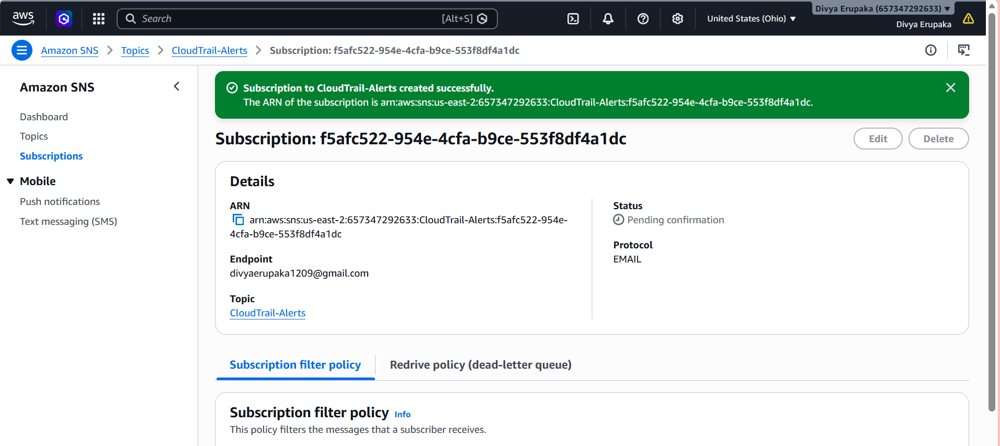 aws
Search
[Alt+S]
United States (Ohio)
Divya Erupaka (657347292633)
Divya Erupaka
Amazon SNS
Topics
CloudTrail-Alerts
Subscription: f5afc522-954e-4cfa-b9ce-553f8df4a1dc
Amazon SNS
Dashboard
Topics
Subscriptions
Mobile
Push notifications
Text messaging (SMS)
Subscription to CloudTrail-Alerts created successfully.
The ARN of the subscription is arn:aws:sns:us-east-2:657347292633:CloudTrail-Alerts:f5afc522-954e-4cfa-b9ce-553f8df4a1dc.
Subscription: f5afc522-954e-4cfa-b9ce-553f8df4a1dc
Edit
Delete
Details
ARN
arn:aws:sns:us-east-2:657347292633:CloudTrail-Alerts:f5afc522-954e-
4cfa-b9ce-553f8df4a1dc
Endpoint
divyaerupaka1209@gmail.com
Topic
CloudTrail-Alerts
Status
Pending confirmation
Protocol
EMAIL
Subscription filter policy
Redrive policy (dead-letter queue)
Subscription filter policy Info
This policy filters the messages that a subscriber receives.